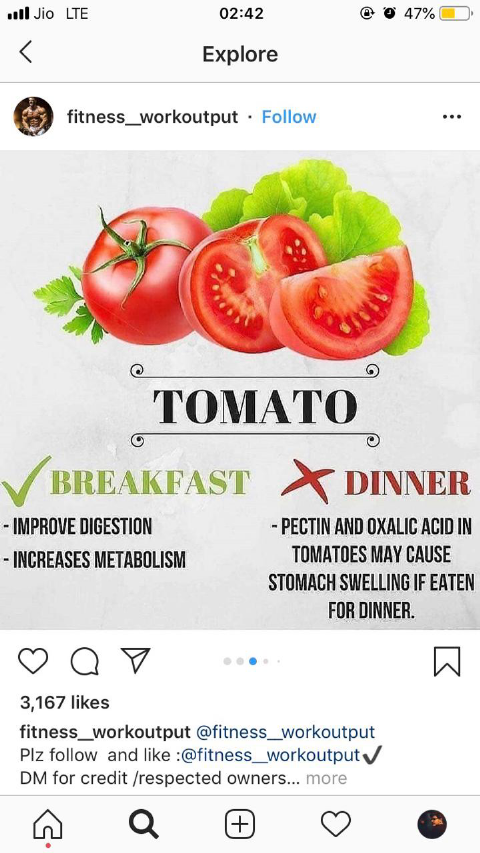 Jio LTE 02:42 47%
Explore
fitness__workoutput · Follow
TOMATO
BREAKFAST
- IMPROVE DIGESTION
- INCREASES METABOLISM
DINNER
- PECTIN AND OXALIC ACID IN
TOMATOES MAY CAUSE
STOMACH SWELLING IF EATEN
FOR DINNER.
3,167 likes
fitness__workoutput @fitness__workoutput
Plz follow and like :@fitness__workoutput✔
DM for credit /respected owners... more